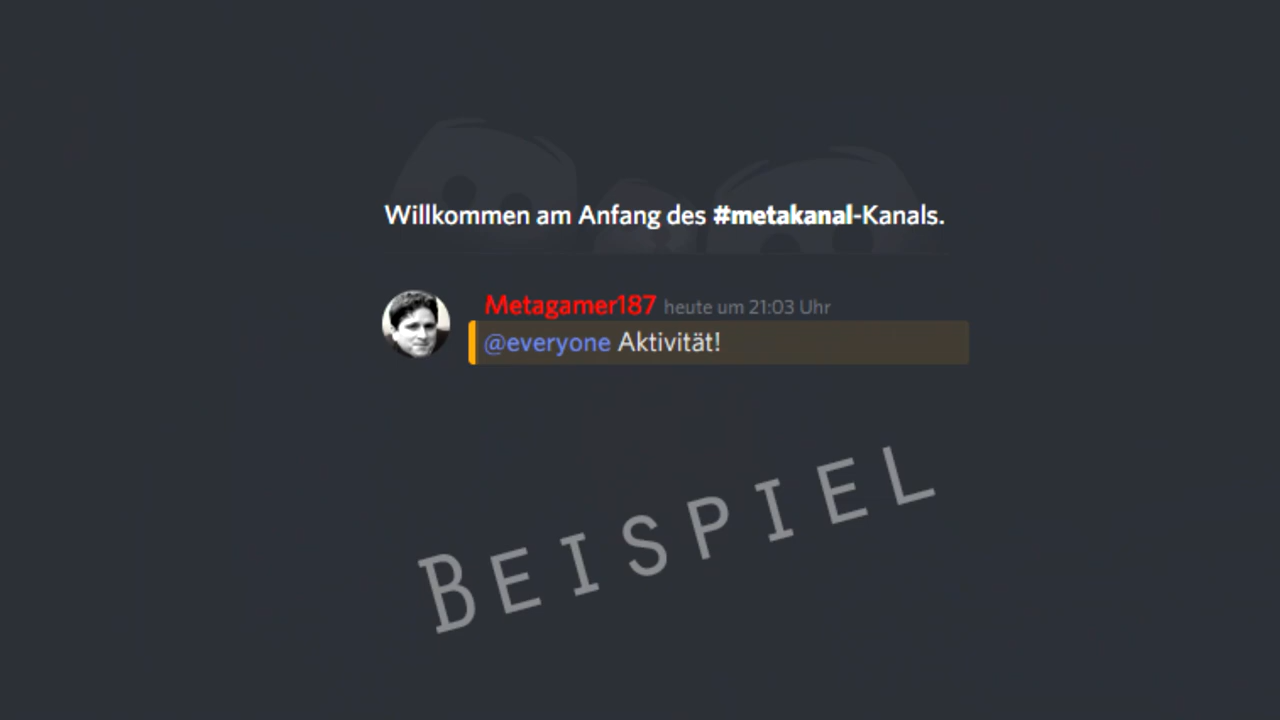 Willkommen am Anfang des #metakanal-Kanals.
Metagamer187 heute um 21:03 Uhr
@everyone Aktivität!
BEISPIEL